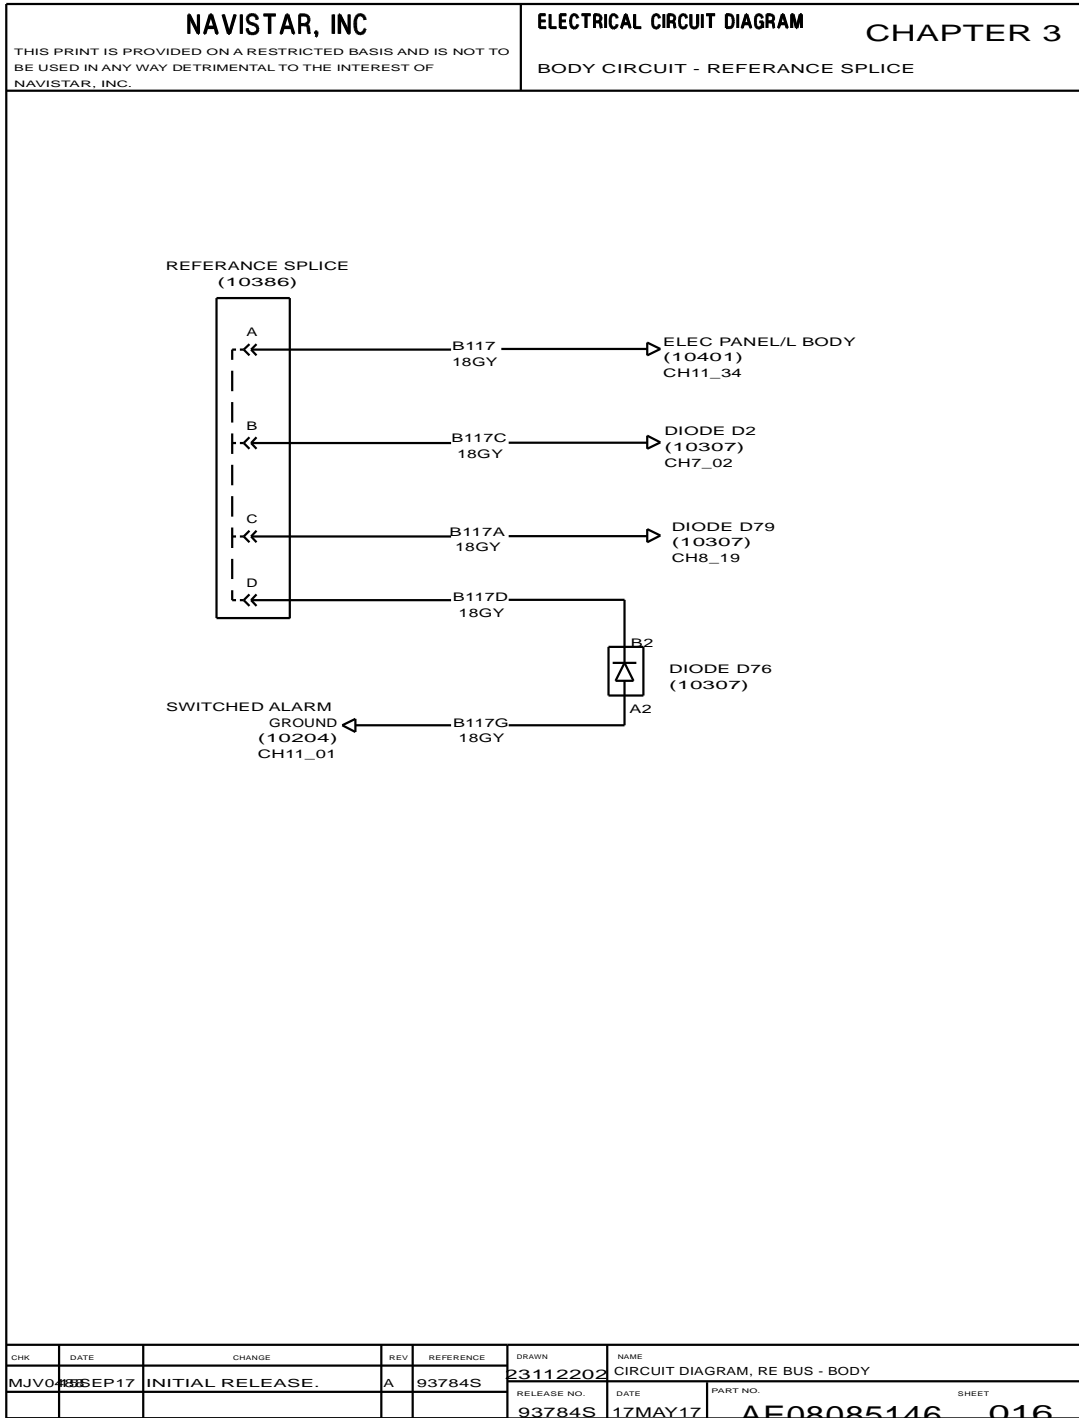 NAVISTAR, INC
THIS PRINT IS PROVIDED ON A RESTRICTED BASIS AND IS NOT TO
BE USED IN ANY WAY DETRIMENTAL TO THE INTEREST OF
NAVISTAR, INC.
ELECTRICAL CIRCUIT DIAGRAM
CHAPTER 3
BODY CIRCUIT - REFERANCE SPLICE
REFERANCE SPLICE
(10386)
A
B117
18GY
ELEC PANEL/L BODY
(10401)
CH11_34
B
B117C
18GY
DIODE D2
(10307)
CH7_02
C
B117A
18GY
DIODE D79
(10307)
CH8_19
D
B117D
18GY
B2
DIODE D76
(10307)
A2
SWITCHED ALARM
GROUND
(10204)
CH11_01
B117G
18GY
CHK DATE CHANGE REV REFERENCE
INITIAL RELEASE. A 93784S
DRAWN
23112202
NAME
CIRCUIT DIAGRAM, RE BUS - BODY
RELEASE NO.
93784S
DATE
17MAY17
PART NO.
AE08085146
SHEET
016